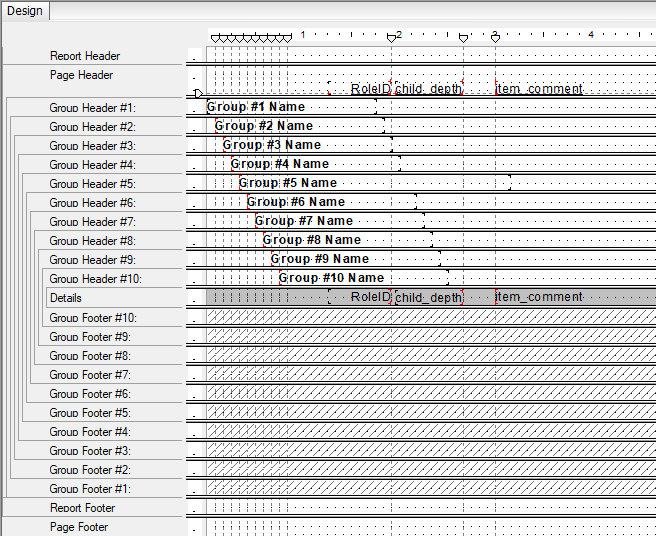 Design
1 2 3 4
Report Header
Page Header
RoleID child_depth item_comment
Group Header #1: Group #1 Name
Group Header #2: Group #2 Name
Group Header #3: Group #3 Name
Group Header #4: Group #4 Name
Group Header #5: Group #5 Name
Group Header #6: Group #6 Name
Group Header #7: Group #7 Name
Group Header #8: Group #8 Name
Group Header #9: Group #9 Name
Group Header #10: Group #10 Name
Details RoleID child_depth item_comment
Group Footer #10:
Group Footer #9:
Group Footer #8:
Group Footer #7:
Group Footer #6:
Group Footer #5:
Group Footer #4:
Group Footer #3:
Group Footer #2:
Group Footer #1:
Report Footer
Page Footer